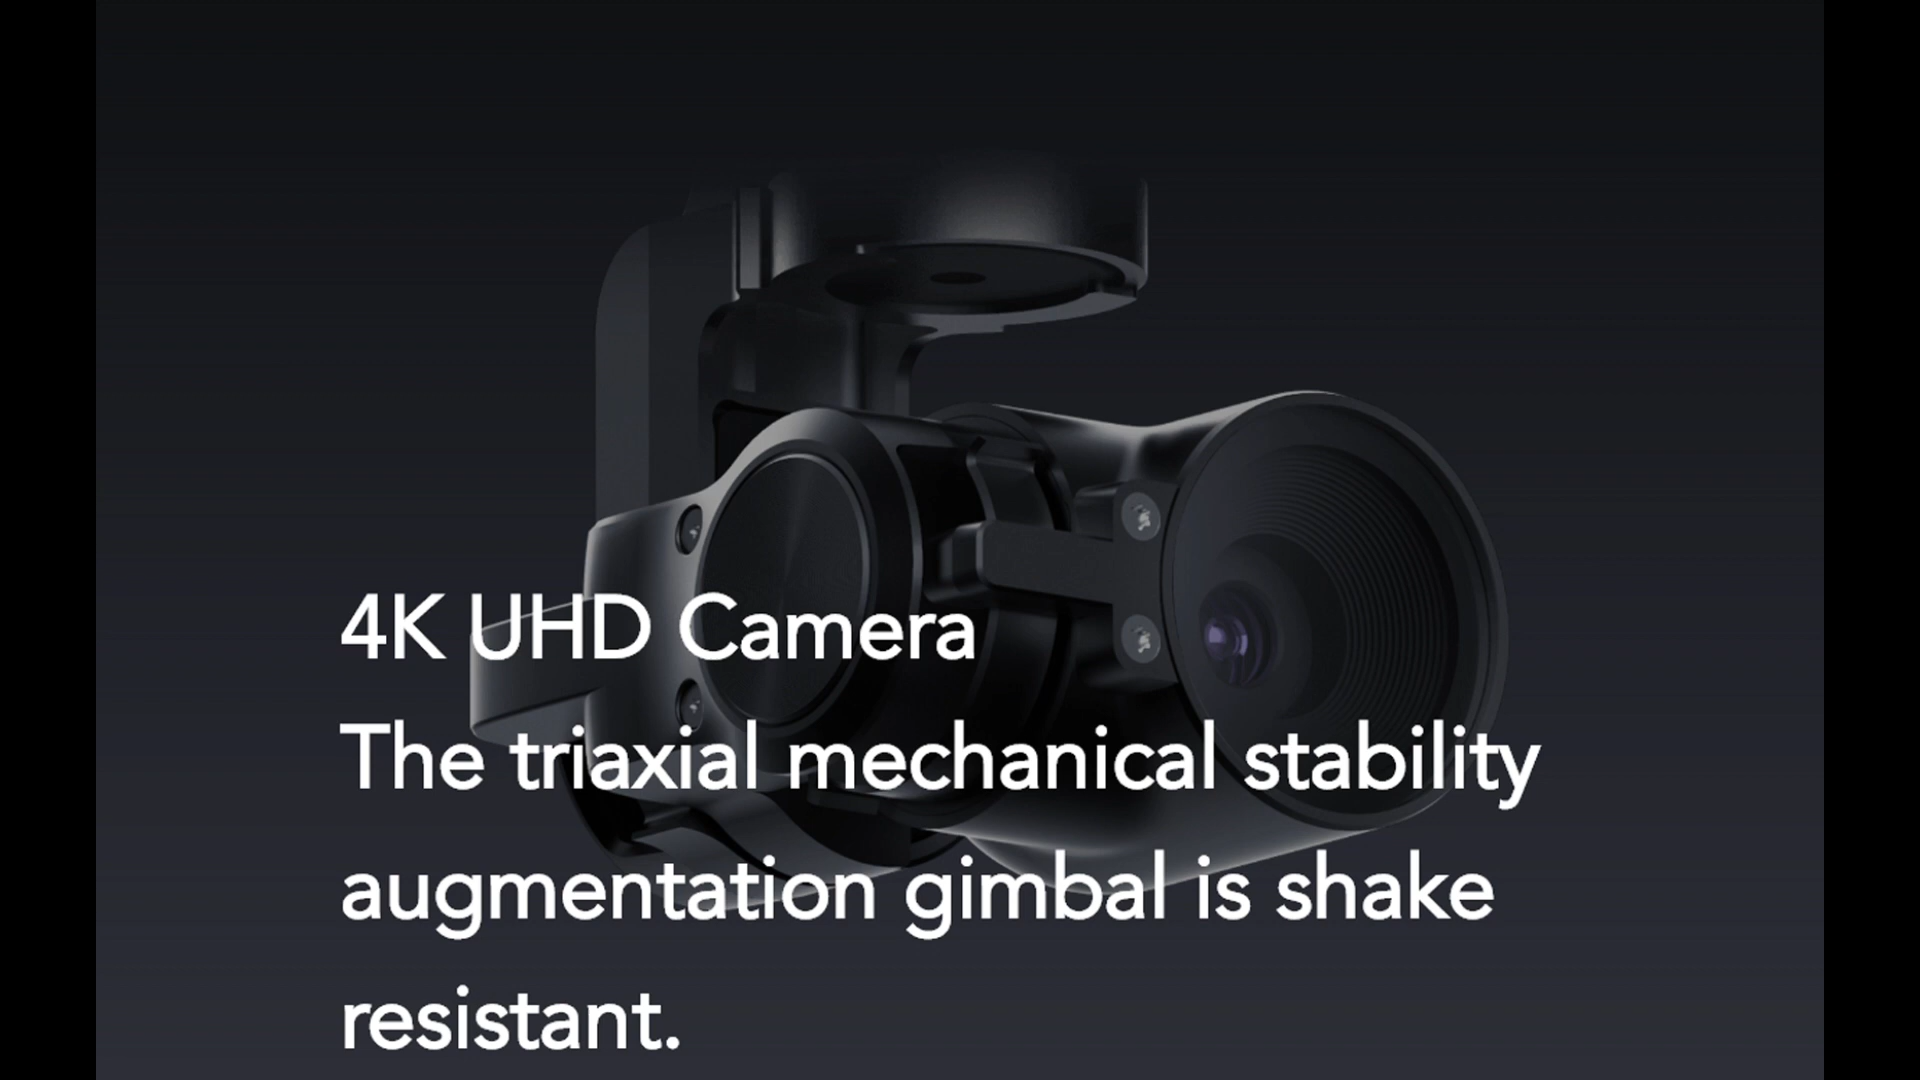 4K UHD Camera
The triaxial mechanical stability
augmentation gimbal is shake
resistant.